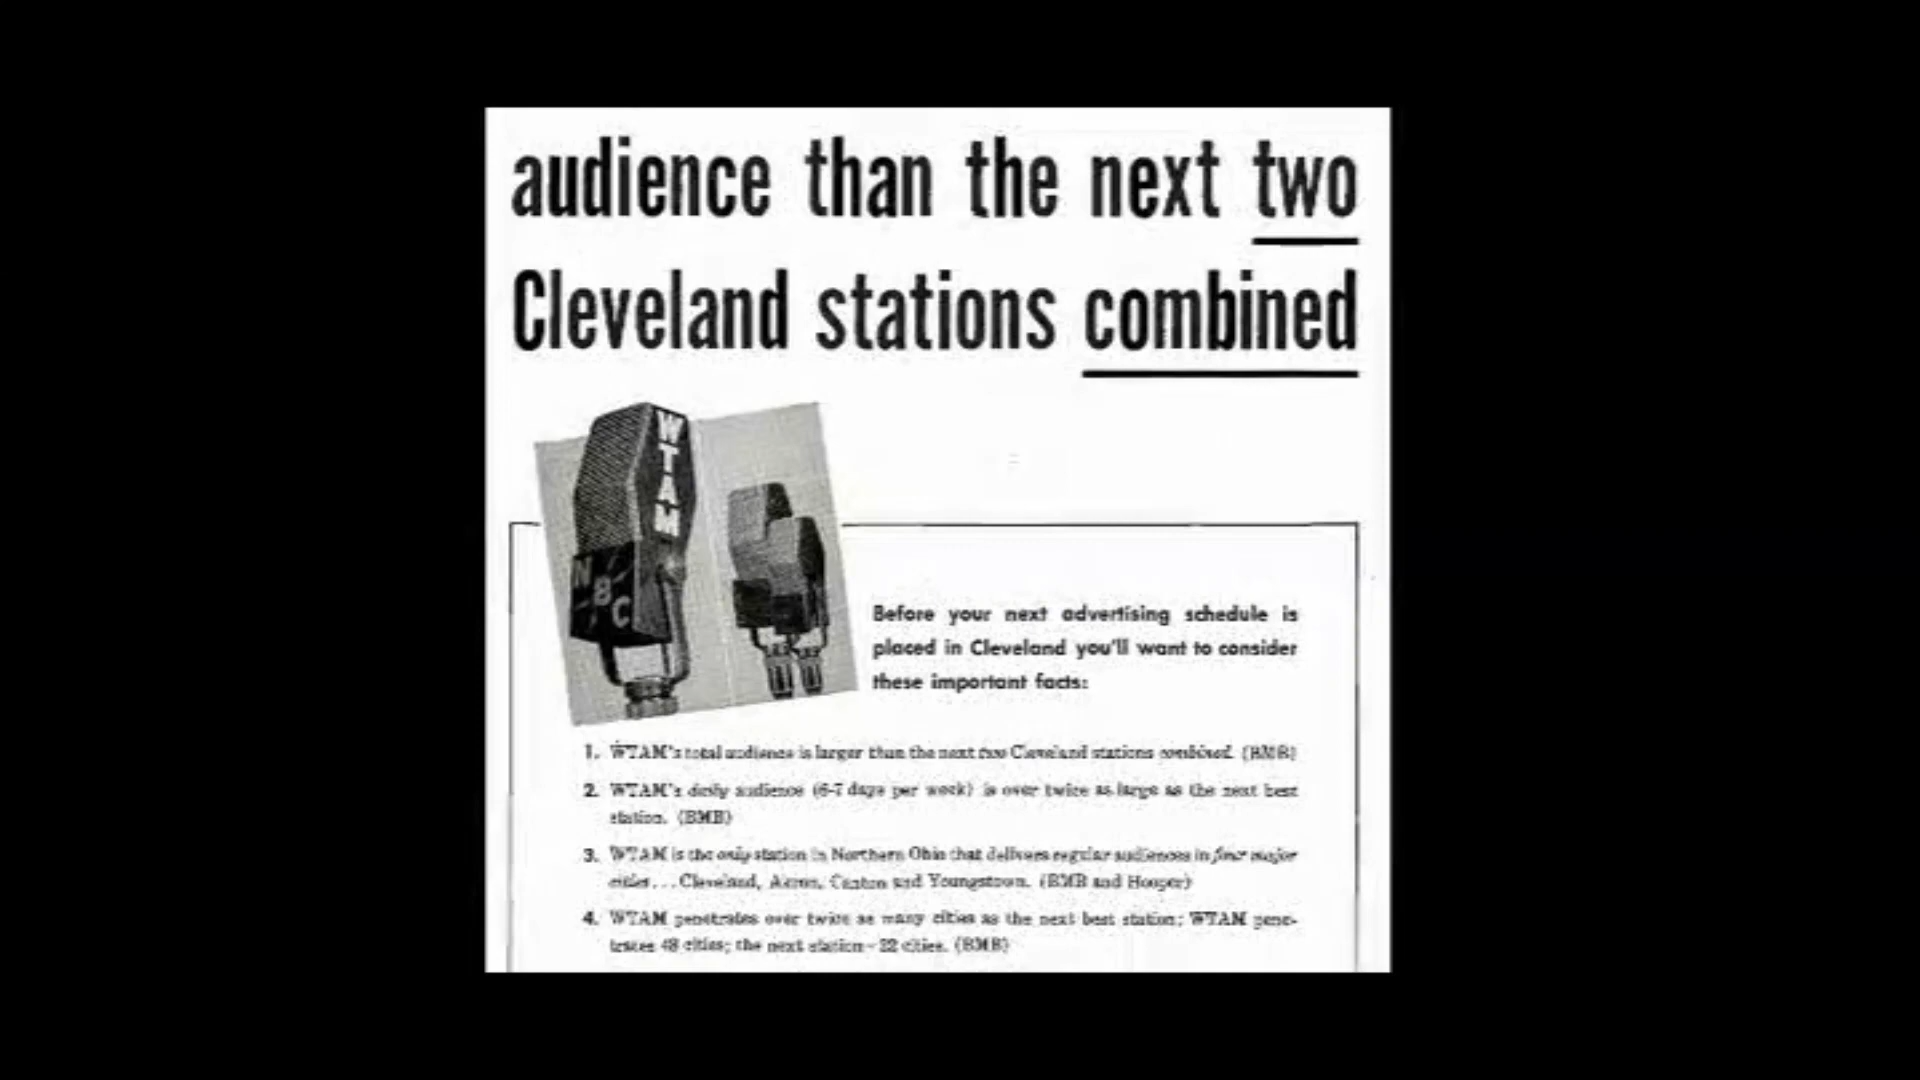 audience than the next two
Cleveland stations combined
WTAM
NBC
Before your next advertising schedule is
placed in Cleveland you'll want to consider
these important facts:
1. WTAM's total audience is larger than the next two Cleveland stations combined. (BMB)
2. WTAM's daily audience (6-7 days per week) is over twice as large as the next best
station. (BMB)
3. WTAM is the only station in Northern Ohio that delivers regular audiences in four major
cities... Cleveland, Akron, Canton and Youngstown. (BMB and Hooper)
4. WTAM penetrates over twice as many cities as the next best station; WTAM pene-
trates 48 cities; the next station—22 cities. (BMB)